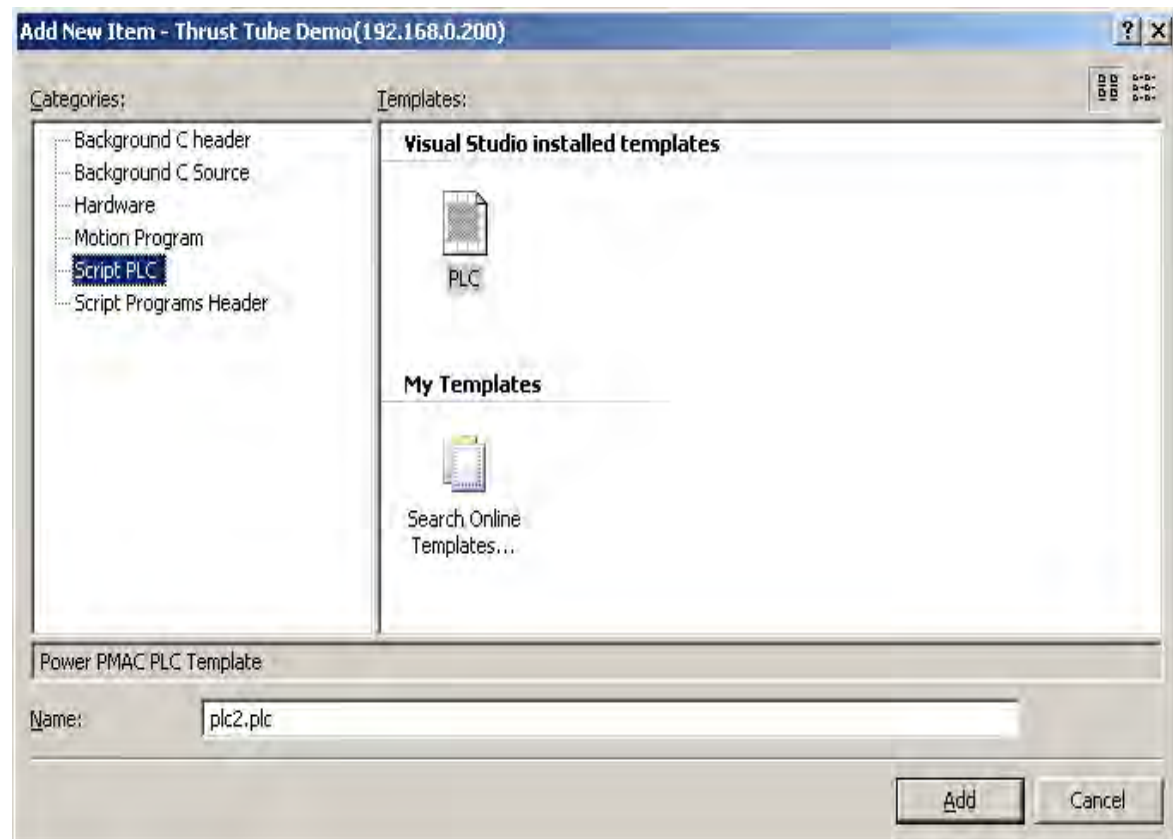 Add New Item - Thrust Tube Demo(192.168.0.200)
Categories:
Templates:
Background C header
Background C Source
Hardware
Motion Program
Script PLC
Script Programs Header
Visual Studio installed templates
PLC
My Templates
Search Online
Templates...
Power PMAC PLC Template
Name:
plc2.plc
Add
Cancel